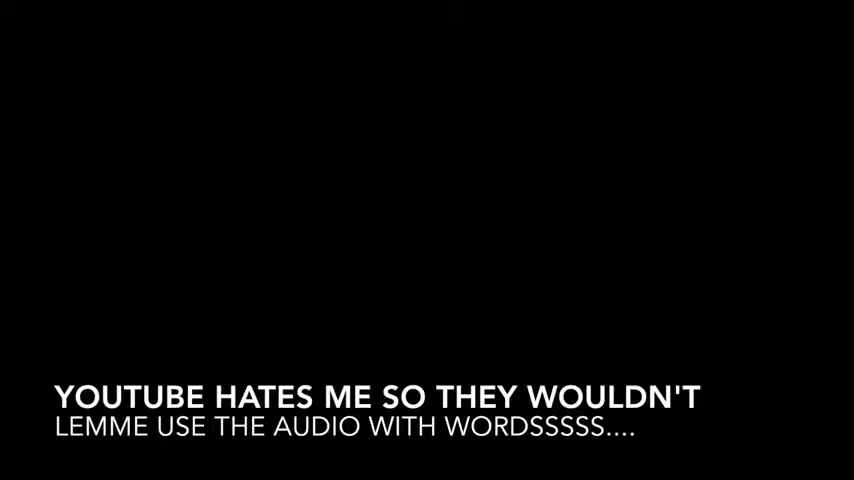 YOUTUBE HATES ME SO THEY WOULDN'T
LEMME USE THE AUDIO WITH WORDSSSSS....